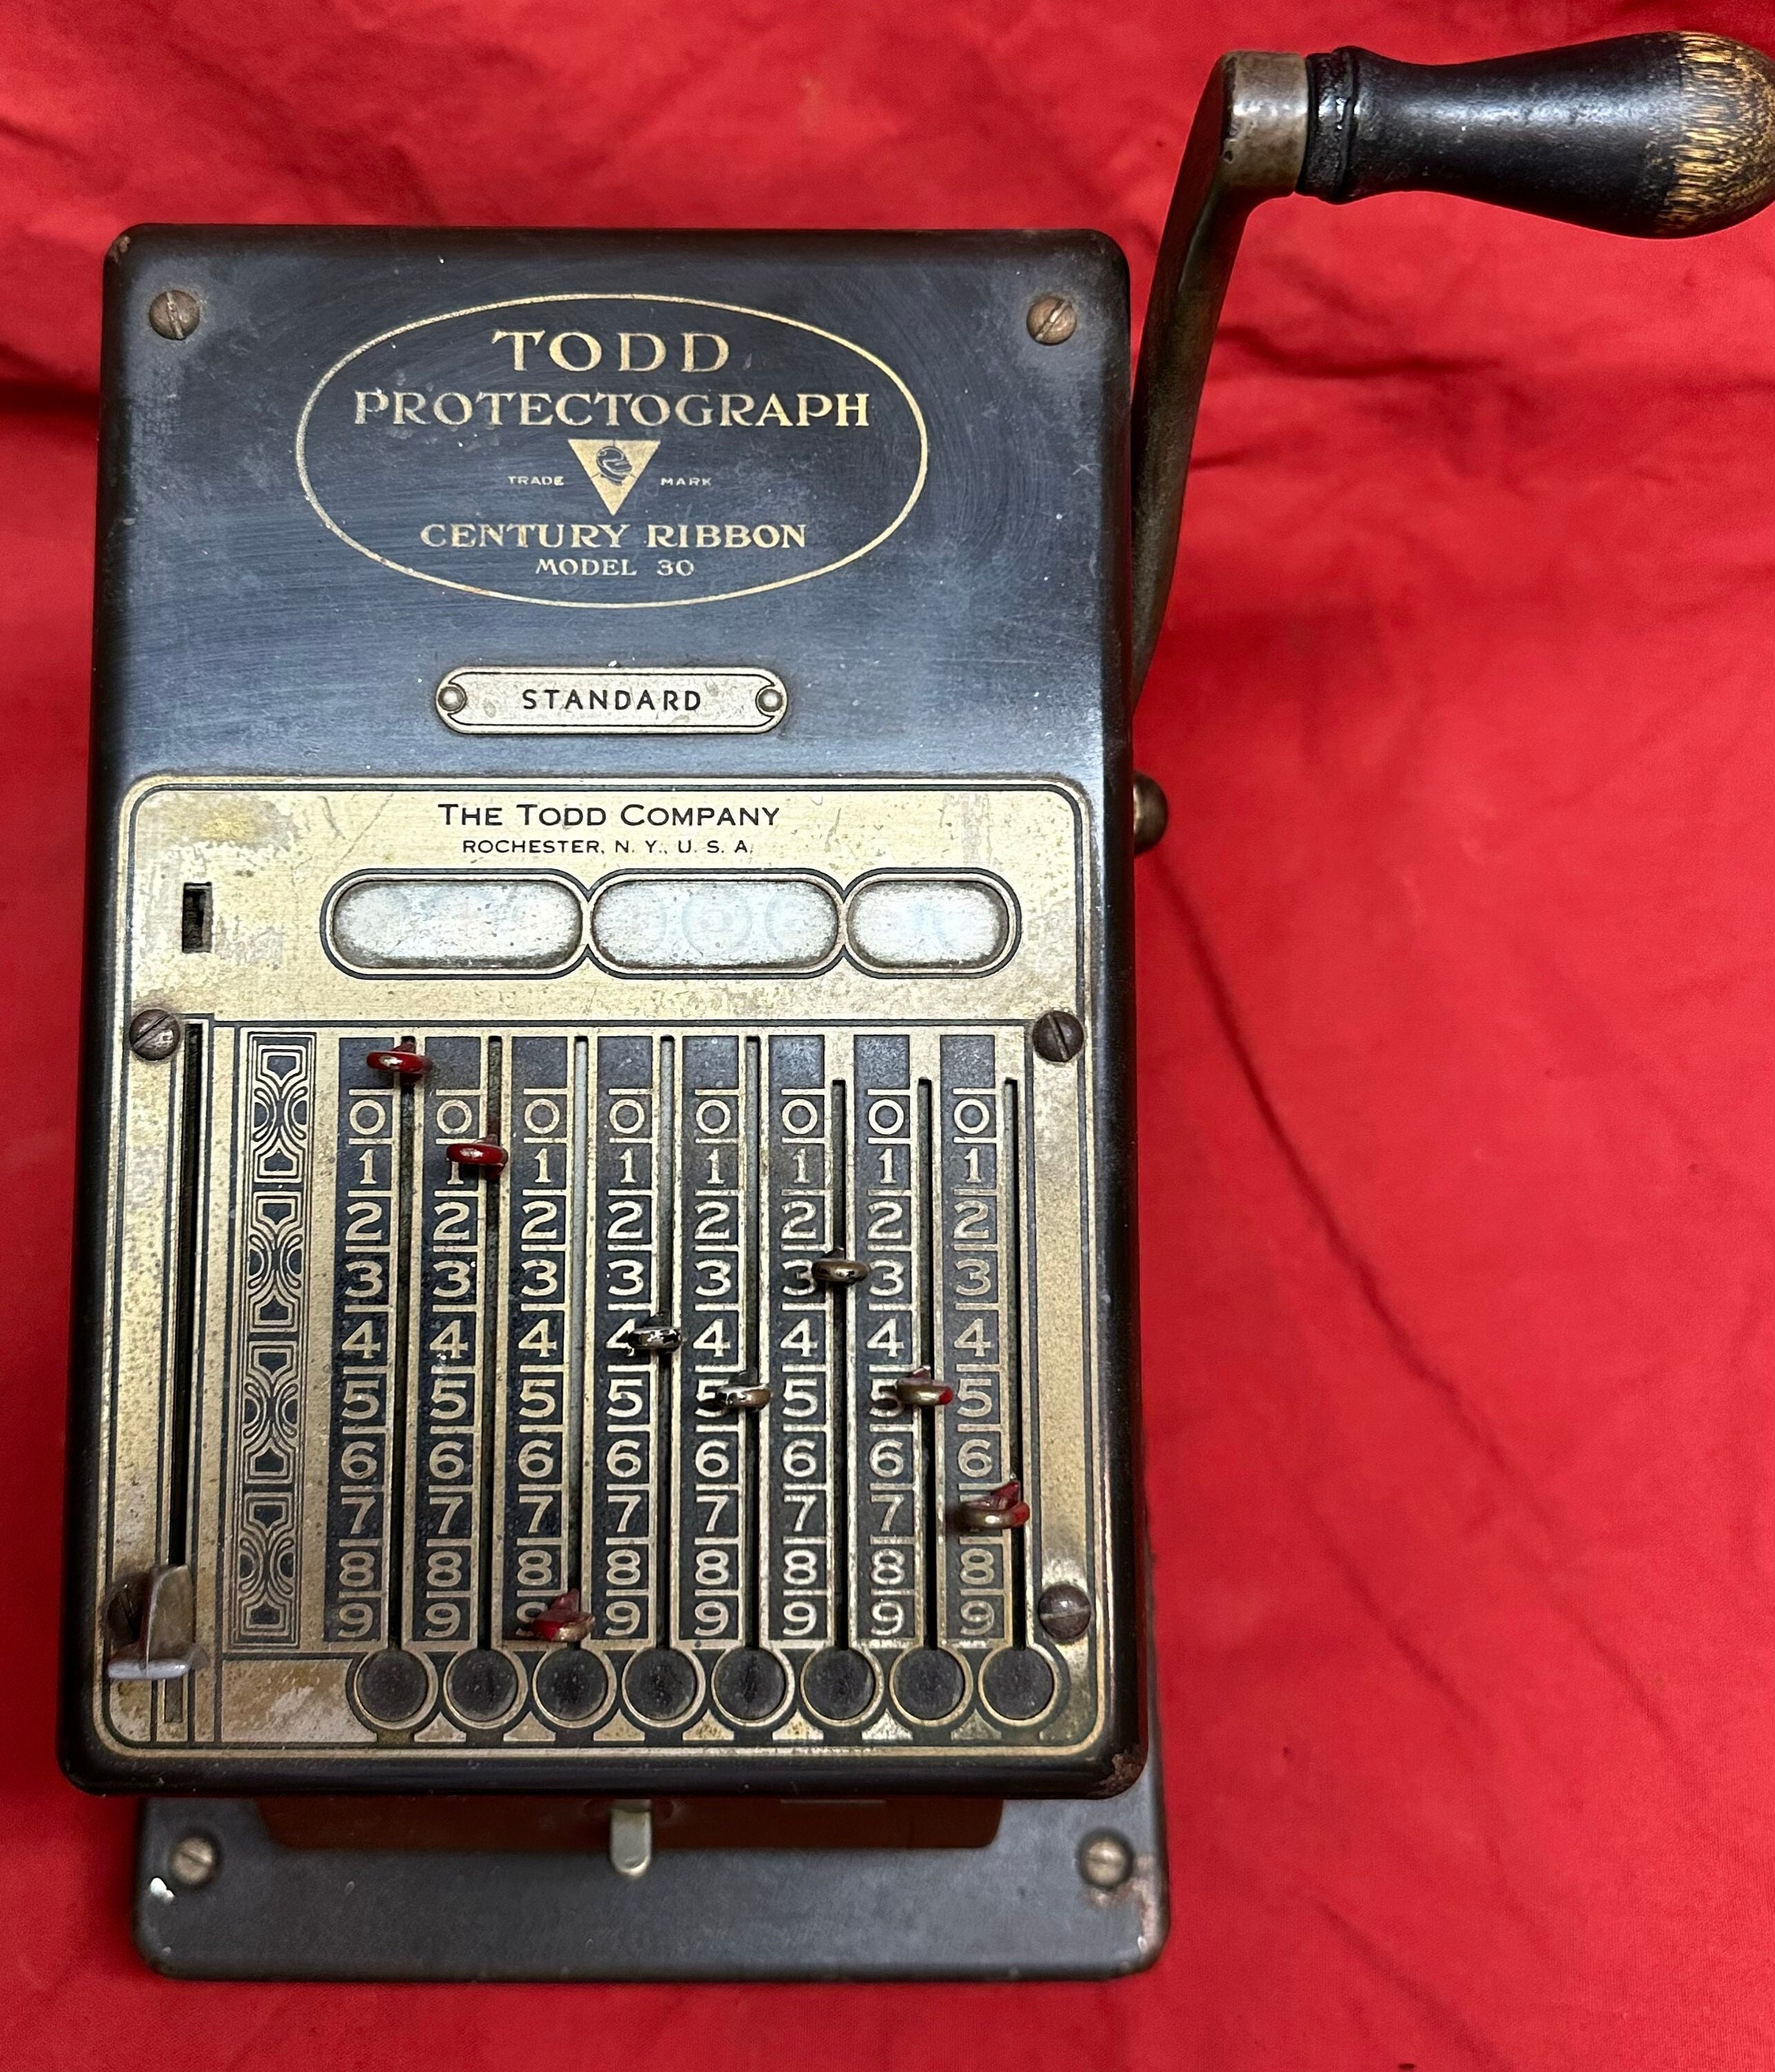 TODD
PROTECTOGRAPH
TRADE MARK
CENTURY RIBBON
MODEL 30
STANDARD
THE TODD COMPANY
ROCHESTER, N. Y., U. S. A.
0 0 0 0 0 0 0 0
1 1 1 1 1 1 1 1
2 2 2 2 2 2 2 2
3 3 3 3 3 3 3 3
4 4 4 4 4 4 4 4
5 5 5 5 5 5 5 5
6 6 6 6 6 6 6 6
7 7 7 7 7 7 7
8 8 8 8 8 8 8 8
9 9 9 9 9 9 9